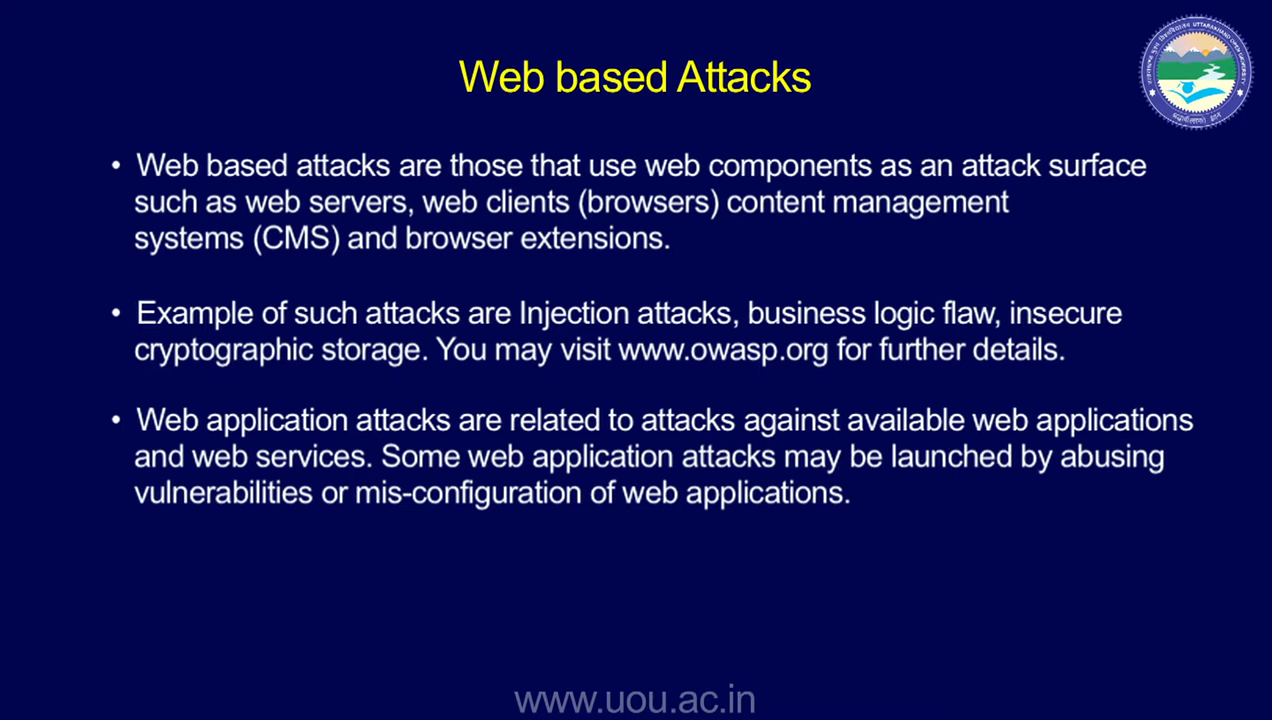 Web based Attacks
• Web based attacks are those that use web components as an attack surface
such as web servers, web clients (browsers) content management
systems (CMS) and browser extensions.
• Example of such attacks are Injection attacks, business logic flaw, insecure
cryptographic storage. You may visit www.owasp.org for further details.
• Web application attacks are related to attacks against available web applications
and web services. Some web application attacks may be launched by abusing
vulnerabilities or mis-configuration of web applications.
UTTARAKHAND OPEN UNIVERSITY
www.uou.ac.in